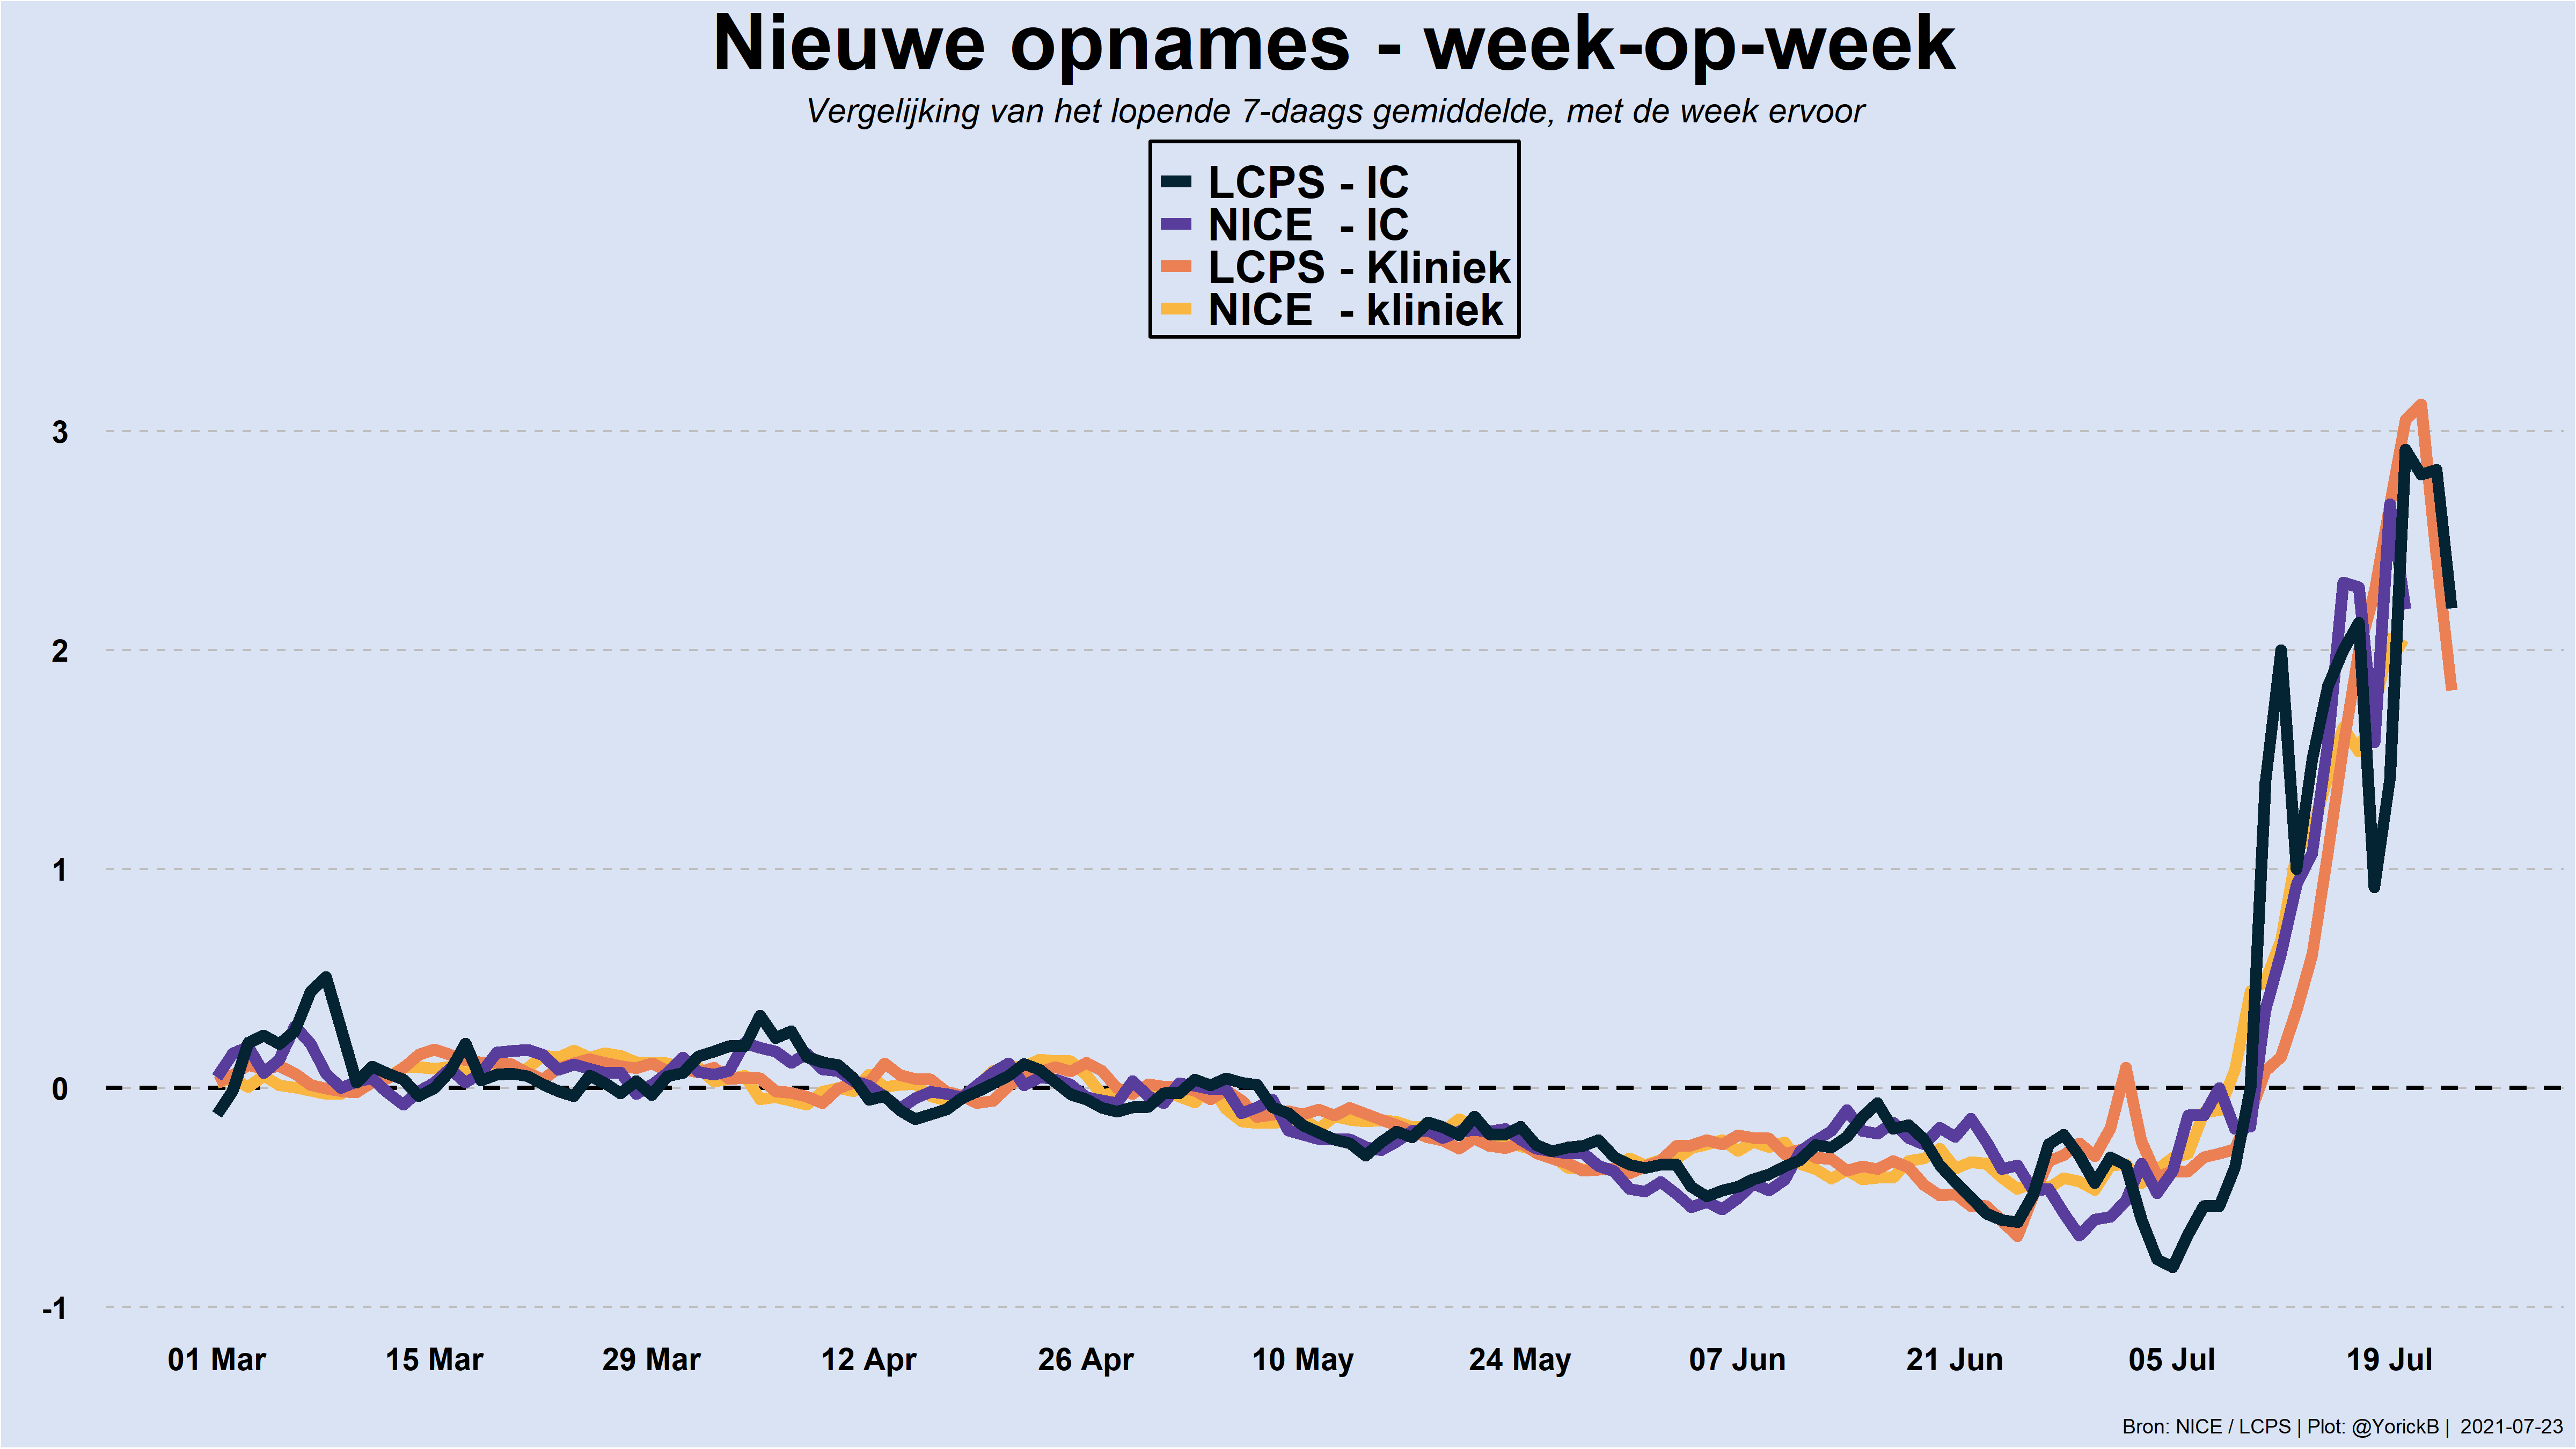 Nieuwe opnames - week-op-week
Vergelijking van het lopende 7-daags gemiddelde, met de week ervoor
LCPS - IC
NICE - IC
LCPS - Kliniek
NICE - kliniek
3
2
1
0
-1
01 Mar 15 Mar 29 Mar 12 Apr 26 Apr 10 May 24 May 07 Jun 21 Jun 05 Jul 19 Jul
Bron: NICE / LCPS | Plot: @YorickB | 2021-07-23